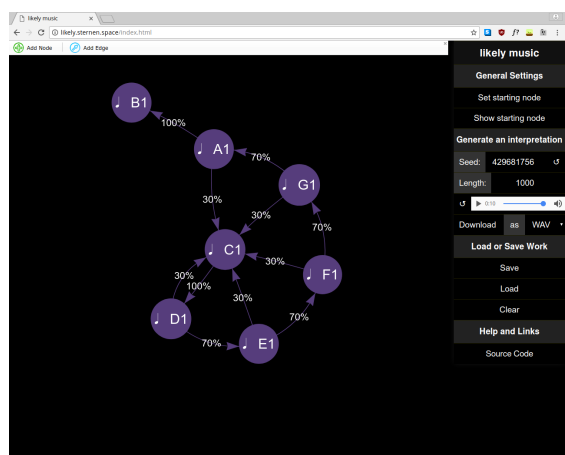 likely music
likely.sternen.space/index.html
f?
Add Node
Add Edge
B1
100%
A1
70%
G1
30%
30%
70%
C1
30%
F1
30%
100%
30%
D1
70%
E1
70%
likely music
General Settings
Set starting node
Show starting node
Generate an interpretation
Seed: 429681756
Length: 1000
0:10
Download as WAV
Load or Save Work
Save
Load
Clear
Help and Links
Source Code